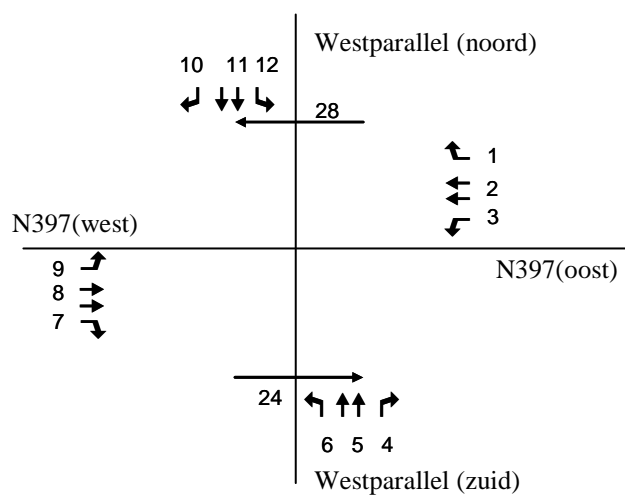 Westparallel (noord)
10 11 12
28
1
2
3
N397(west)
9
8
7
N397(oost)
24
6 5 4
Westparallel (zuid)